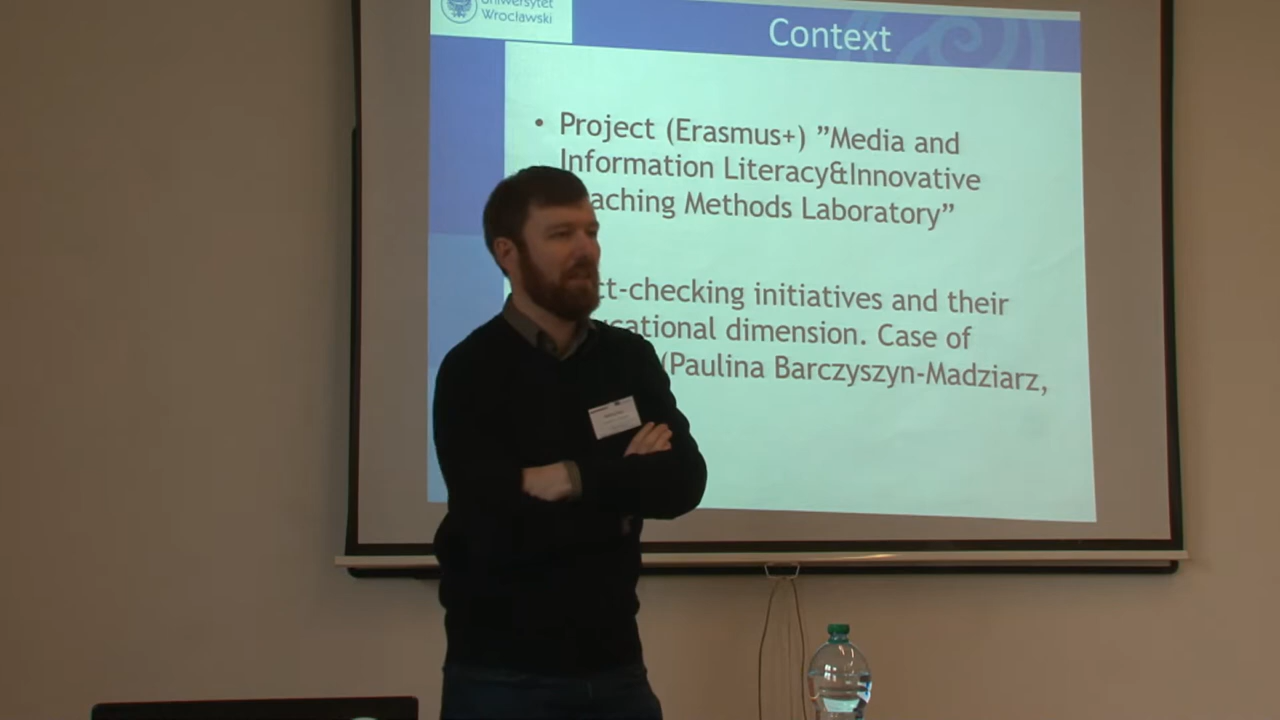 Uniwersytet
Wrocławski
Context
• Project (Erasmus+) ”Media and
Information Literacy&Innovative
aching Methods Laboratory”
ct-checking initiatives and their
cational dimension. Case of
(Paulina Barczyszyn-Madziarz,